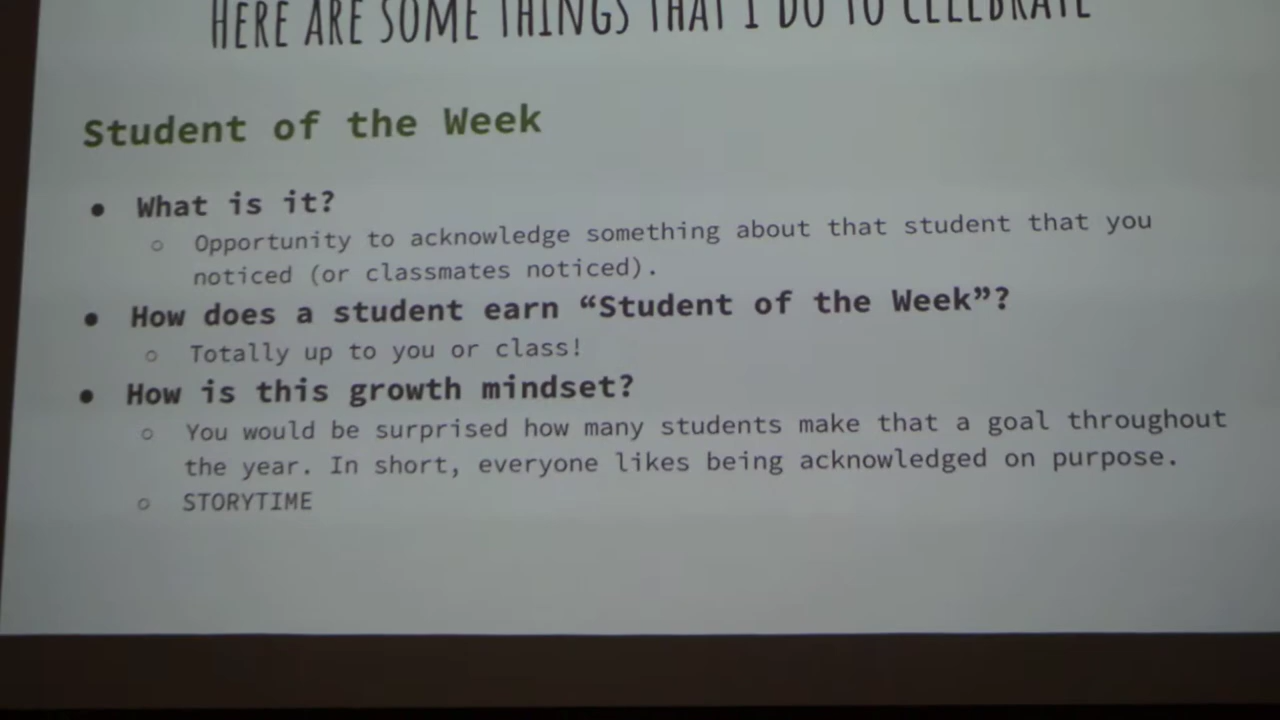 HERE ARE SOME THINGS THAT I DO TO CELEBRATE
Student of the Week
● What is it?
○ Opportunity to acknowledge something about that student that you
noticed (or classmates noticed).
● How does a student earn “Student of the Week”?
○ Totally up to you or class!
● How is this growth mindset?
○ You would be surprised how many students make that a goal throughout
the year. In short, everyone likes being acknowledged on purpose.
○ STORYTIME